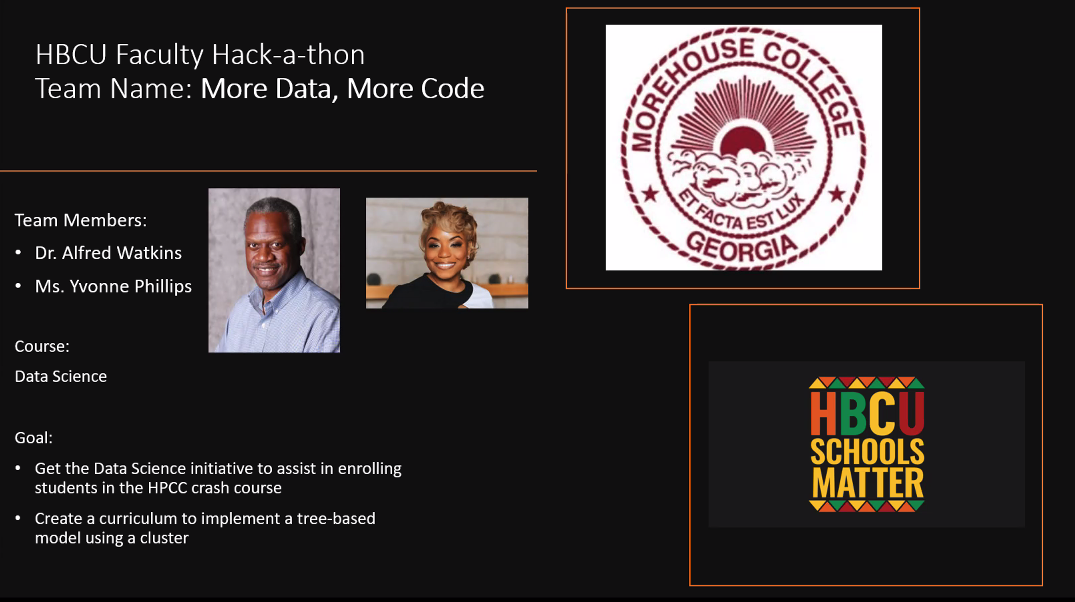 HBCU Faculty Hack-a-thon
Team Name: More Data, More Code
Team Members:
• Dr. Alfred Watkins
• Ms. Yvonne Phillips
Course:
Data Science
Goal:
• Get the Data Science initiative to assist in enrolling
students in the HPCC crash course
• Create a curriculum to implement a tree-based
model using a cluster
MOREHOUSE COLLEGE
ET FACTA EST LUX
GEORGIA
HBCU
SCHOOLS
MATTER